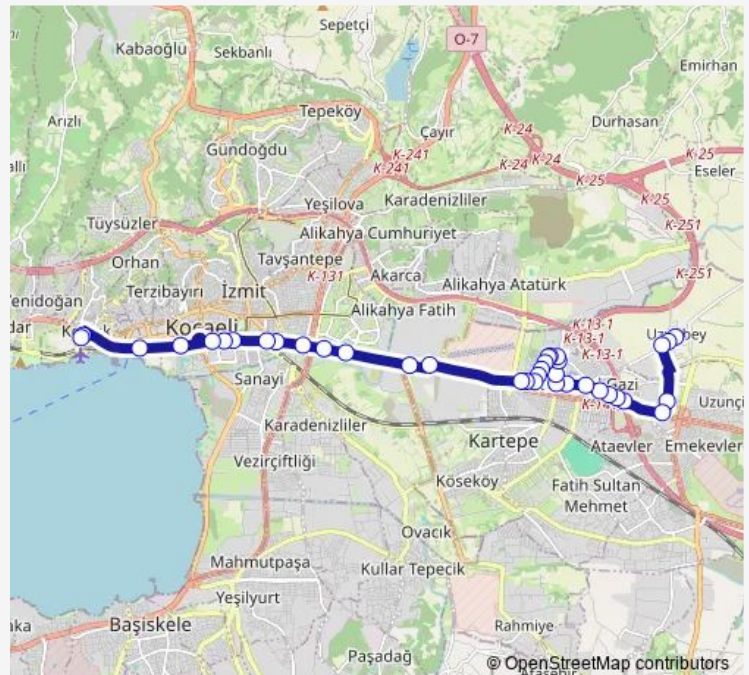 Sepetçi
Kabaoğlu
Sekbanlı
O-7
Emirhan
Arızlı
Tepeköy
Çayır
K-24
Durhasan
Gündoğdu
K-241
K-241
K-24
K-24
K-25
K-25
Eseler
Yeşilova
Karadenizliler
K-25
Tüysüzler
Alikahya Cumhuriyet
K-251
Orhan
Tavşantepe
K-131
Akarca
K-251
Yenidoğan
Terzibayırı
İzmit
Alikahya Atatürk
Alikahya Fatih
K-13-1
K-13-1
K-13-1
Kocaeli
Sanayi
Gazi
Uzunçi
Karadenizliler
Kartepe
Ataevler
Emekevler
Vezirçiftliği
Köseköy
Fatih Sultan
Mehmet
Ovacık
Mahmutpaşa
Kullar Tepecik
Yeşilyurt
Başiskele
Rahmiye
Paşadağ
© OpenStreetMap contributors